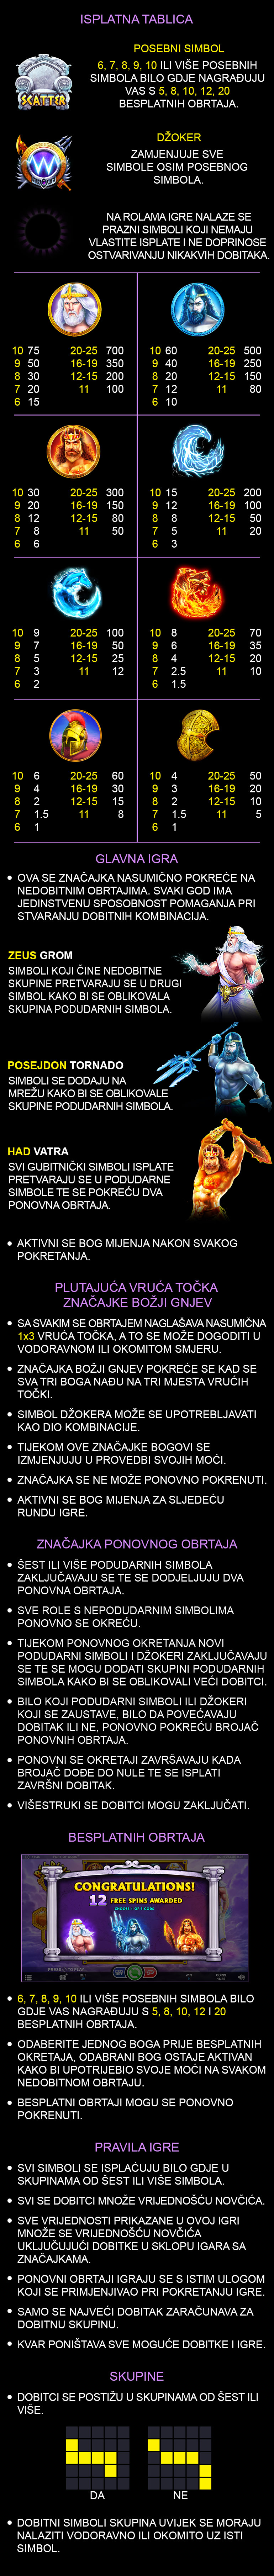 ISPLATNA TABLICA
POSEBNI SIMBOL
6, 7, 8, 9, 10 ILI VIŠE POSEBNIH
SIMBOLA BILO GDJE NAGRAĐUJU
VAS S 5, 8, 10, 12, 20
BESPLATNIH OBRTAJA.
SCATTER
DŽOKER
ZAMJENJUJE SVE
SIMBOLE OSIM POSEBNOG
SIMBOLA.
W
WILD
NA ROLAMA IGRE NALAZE SE
PRAZNI SIMBOLI KOJI NEMAJU
VLASTITE ISPLATE I NE DOPRINOSE
OSTVARIVANJU NIKAKVIH DOBITAKA.
10 75 20-25 700
9 50 16-19 350
8 30 12-15 200
7 20 11 100
6 15
10 60 20-25 500
9 40 16-19 250
8 20 12-15 150
7 12 11 80
6 10
10 30 20-25 300
9 20 16-19 150
8 12 12-15 80
7 8 11 50
6 6
10 15 20-25 200
9 12 16-19 100
8 8 12-15 50
7 5 11 20
6 3
10 9 20-25 100
9 7 16-19 50
8 5 12-15 25
7 3 11 12
6 2
10 8 20-25 70
9 6 16-19 35
8 4 12-15 20
7 2.5 11 10
6 1.5
10 6 20-25 60
9 4 16-19 30
8 2 12-15 15
7 1.5 11 8
6 1
10 4 20-25 50
9 3 16-19 20
8 2 12-15 10
7 1.5 11 5
6 1
GLAVNA IGRA
• OVA SE ZNAČAJKA NASUMIČNO POKREĆE NA
NEDOBITNIM OBRTAJIMA. SVAKI GOD IMA
JEDINSTVENU SPOSOBNOST POMAGANJA PRI
STVARANJU DOBITNIH KOMBINACIJA.
ZEUS GROM
SIMBOLI KOJI ČINE NEDOBITNE
SKUPINE PRETVARAJU SE U DRUGI
SIMBOL KAKO BI SE OBLIKOVALA
SKUPINA PODUDARNIH SIMBOLA.
POSEJDON TORNADO
SIMBOLI SE DODAJU NA
MREŽU KAKO BI SE OBLIKOVALE
SKUPINE PODUDARNIH SIMBOLA.
HAD VATRA
SVI GUBITNIČKI SIMBOLI ISPLATE
PRETVARAJU SE U PODUDARNE
SIMBOLE TE SE POKREĆU DVA
PONOVNA OBRTAJA.
• AKTIVNI SE BOG MIJENJA NAKON SVAKOG
POKRETANJA.
PLUTAJUĆA VRUĆA TOČKA
ZNAČAJKE BOŽJI GNJEV
• SA SVAKIM SE OBRTAJEM NAGLAŠAVA NASUMIČNA
1x3 VRUĆA TOČKA, A TO SE MOŽE DOGODITI U
VODORAVNOM ILI OKOMITOM SMJERU.
• ZNAČAJKA BOŽJI GNJEV POKREĆE SE KAD SE
SVA TRI BOGA NAĐU NA TRI MJESTA VRUĆIH
TOČKI.
• SIMBOL DŽOKERA MOŽE SE UPOTREBLJAVATI
KAO DIO KOMBINACIJE.
• TIJEKOM OVE ZNAČAJKE BOGOVI SE
IZMJENJUJU U PROVEDBI SVOJIH MOĆI.
• ZNAČAJKA SE NE MOŽE PONOVNO POKRENUTI.
• AKTIVNI SE BOG MIJENJA ZA SLJEDEĆU
RUNDU IGRE.
ZNAČAJKA PONOVNOG OBRTAJA
• ŠEST ILI VIŠE PODUDARNIH SIMBOLA
ZAKLJUČAVAJU SE TE SE DODJELJUJU DVA
PONOVNA OBRTAJA.
• SVE ROLE S NEPODUDARNIM SIMBOLIMA
PONOVNO SE OKREĆU.
• TIJEKOM PONOVNOG OKRETANJA NOVI
PODUDARNI SIMBOLI I DŽOKERI ZAKLJUČAVAJU
SE TE SE MOGU DODATI SKUPINI PODUDARNIH
SIMBOLA KAKO BI SE OBLIKOVALI VEĆI DOBITCI.
• BILO KOJI PODUDARNI SIMBOLI ILI DŽOKERI
KOJI SE ZAUSTAVE, BILO DA POVEĆAVAJU
DOBITAK ILI NE, PONOVNO POKREĆU BROJAČ
PONOVNIH OBRTAJA.
• PONOVNI SE OKRETAJI ZAVRŠAVAJU KADA
BROJAČ DOĐE DO NULE TE SE ISPLATI
ZAVRŠNI DOBITAK.
• VIŠESTRUKI SE DOBITCI MOGU ZAKLJUČATI.
BESPLATNIH OBRTAJA
CONGRATULATIONS!
12 FREE SPINS AWARDED
CHOOSE 1 OF 3 GODS
• 6, 7, 8, 9, 10 ILI VIŠE POSEBNIH SIMBOLA BILO
GDJE VAS NAGRAĐUJU S 5, 8, 10, 12 I 20
BESPLATNIH OBRTAJA.
• ODABERITE JEDNOG BOGA PRIJE BESPLATNIH
OKRETAJA, ODABRANI BOG OSTAJE AKTIVAN
KAKO BI UPOTRIJEBIO SVOJE MOĆI NA SVAKOM
NEDOBITNOM OBRTAJU.
• BESPLATNI OBRTAJI MOGU SE PONOVNO
POKRENUTI.
PRAVILA IGRE
• SVI SIMBOLI SE ISPLAĆUJU BILO GDJE U
SKUPINAMA OD ŠEST ILI VIŠE SIMBOLA.
• SVI SE DOBITCI MNOŽE VRIJEDNOŠĆU NOVČIĆA.
• SVE VRIJEDNOSTI PRIKAZANE U OVOJ IGRI
MNOŽE SE VRIJEDNOŠĆU NOVČIĆA
UKLJUČUJUĆI DOBITKE U SKLOPU IGARA SA
ZNAČAJKAMA.
• PONOVNI OBRTAJI IGRAJU SE S ISTIM ULOGOM
KOJI SE PRIMJENJIVAO PRI POKRETANJU IGRE.
• SAMO SE NAJVEĆI DOBITAK ZARAČUNAVA ZA
DOBITNU SKUPINU.
• KVAR PONIŠTAVA SVE MOGUĆE DOBITKE I IGRE.
SKUPINE
• DOBITCI SE POSTIŽU U SKUPINAMA OD ŠEST ILI
VIŠE.
DA NE
• DOBITNI SIMBOLI SKUPINA UVIJEK SE MORAJU
NALAZITI VODORAVNO ILI OKOMITO UZ ISTI
SIMBOL.